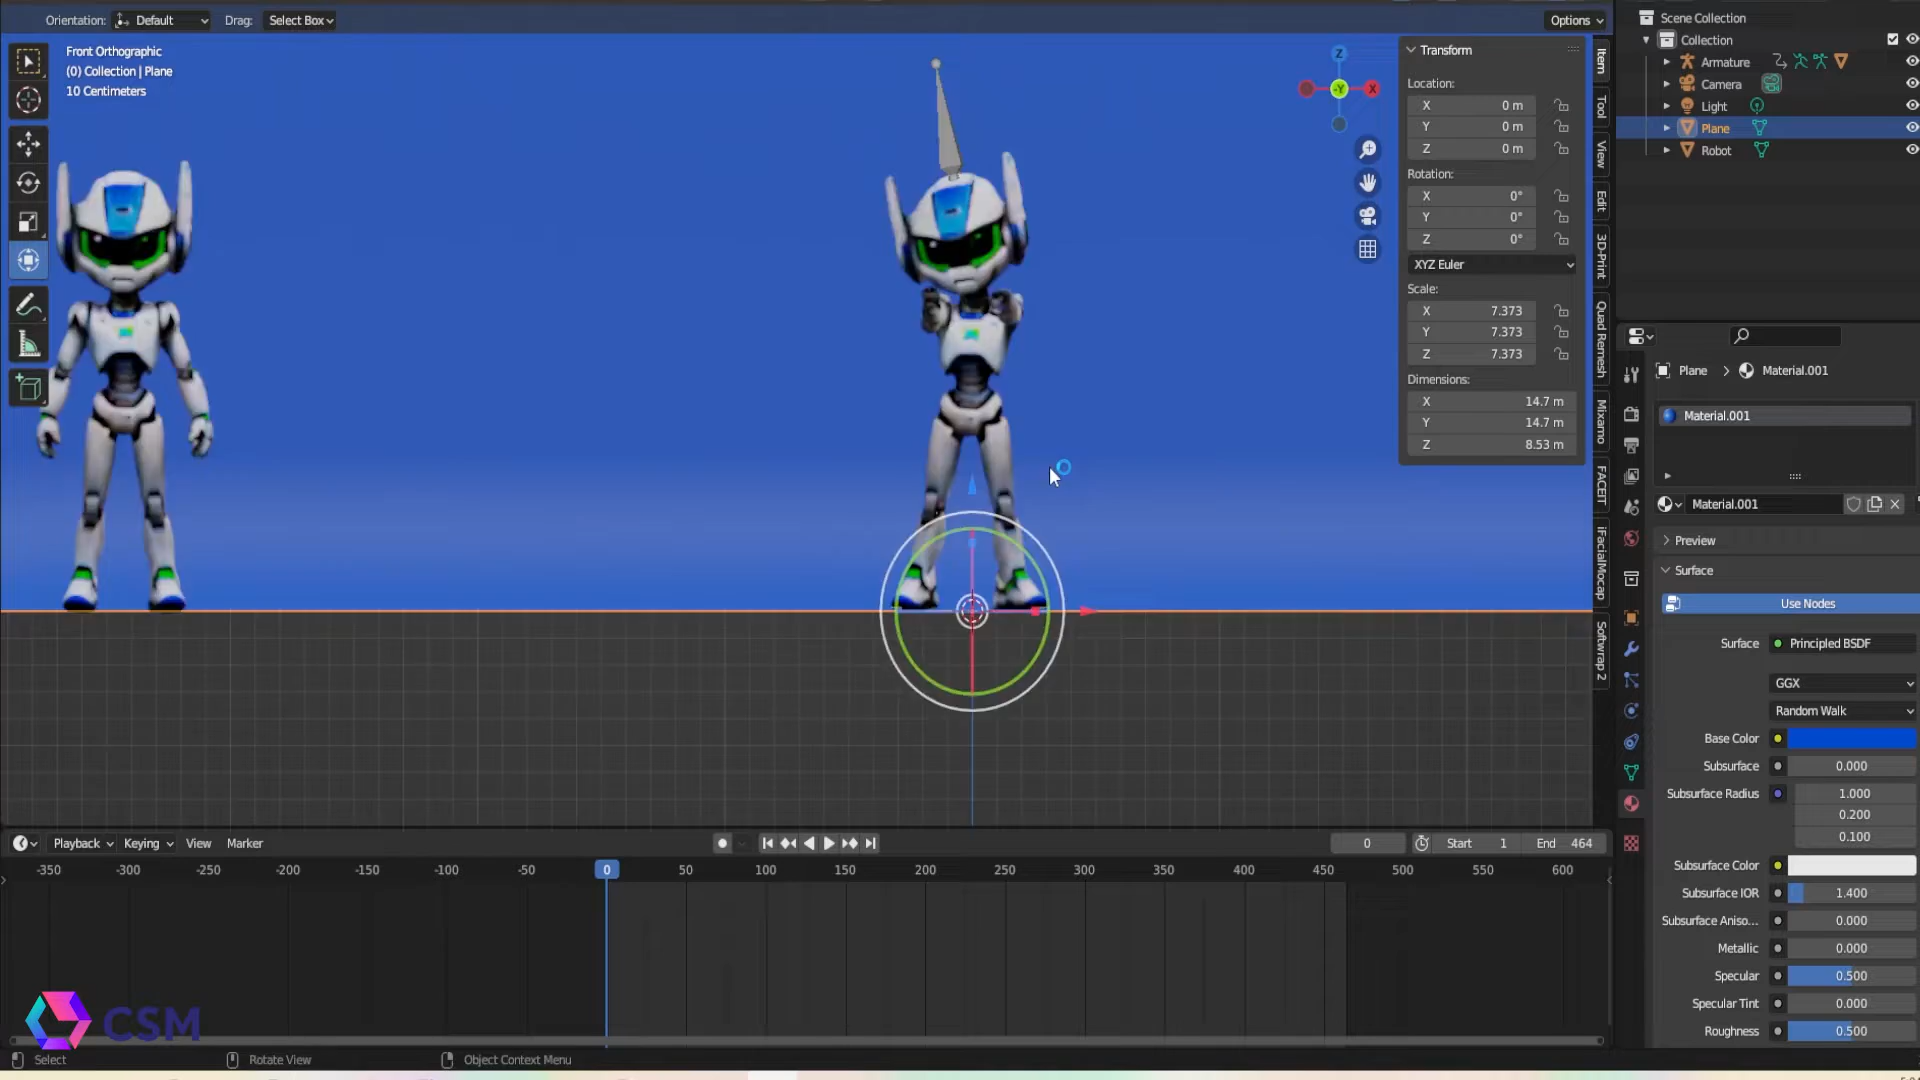 Orientation: Default Drag: Select Box Options
Front Orthographic
(0) Collection | Plane
10 Centimeters
Z
-Y X
Transform
Location:
X 0 m
Y 0 m
Z 0 m
Rotation:
X 0°
Y 0°
Z 0°
XYZ Euler
Scale:
X 7.373
Y 7.373
Z 7.373
Dimensions:
X 14.7 m
Y 14.7 m
Z 8.53 m
Item
Tool
View
Edit
3D-Print
Quad Remesh
Mixamo
FACEIT
iFacialMocap
Softwrap 2
Scene Collection
Collection
Armature
Camera
Light
Plane
Robot
Plane > Material.001
Material.001
Material.001
Preview
Surface
Use Nodes
Surface Principled BSDF
GGX
Random Walk
Base Color
Subsurface 0.000
Subsurface Radius 1.000
0.200
0.100
Subsurface Color
Subsurface IOR 1.400
Subsurface Aniso... 0.000
Metallic 0.000
Specular 0.500
Specular Tint 0.000
Roughness 0.500
Playback Keying View Marker 0 Start 1 End 464
-350 -300 -250 -200 -150 -100 -50 0 50 100 150 200 250 300 350 400 450 500 550 600
CSM
Select Rotate View Object Context Menu